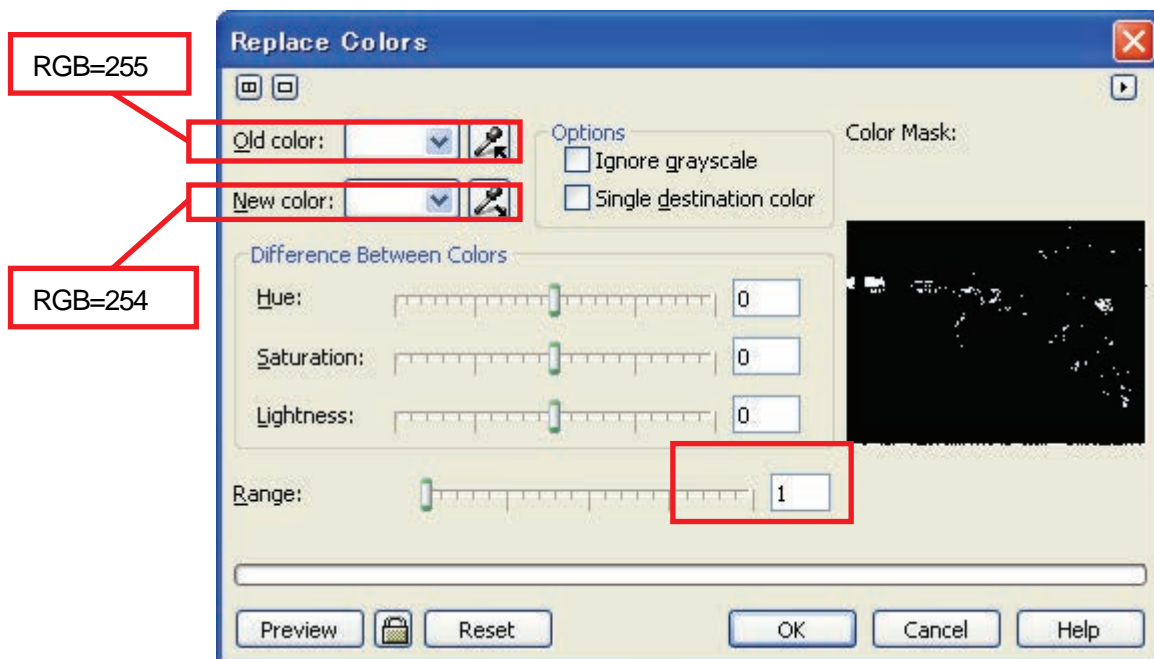 Replace Colors
RGB=255
Old color:
Options
Color Mask:
Ignore grayscale
New color:
Single destination color
RGB=254
Difference Between Colors
Hue:
0
Saturation:
0
Lightness:
0
Range:
1
Preview
Reset
OK
Cancel
Help